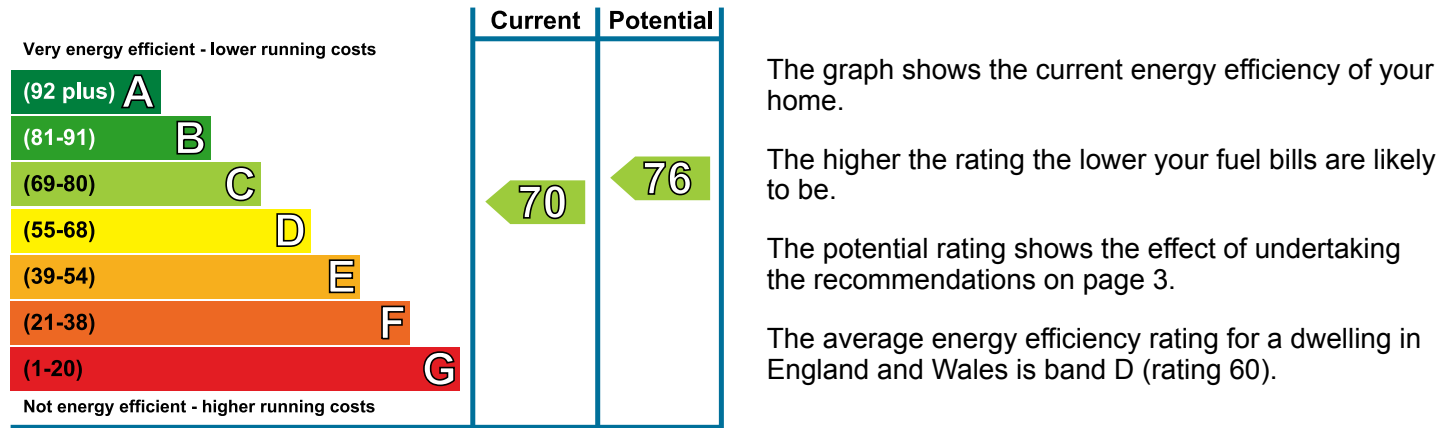 Current Potential
Very energy efficient - lower running costs
(92 plus) A
(81-91) B
(69-80) C
(55-68) D
(39-54) E
(21-38) F
(1-20) G
Not energy efficient - higher running costs
70
76
The graph shows the current energy efficiency of your
home.
The higher the rating the lower your fuel bills are likely
to be.
The potential rating shows the effect of undertaking
the recommendations on page 3.
The average energy efficiency rating for a dwelling in
England and Wales is band D (rating 60).